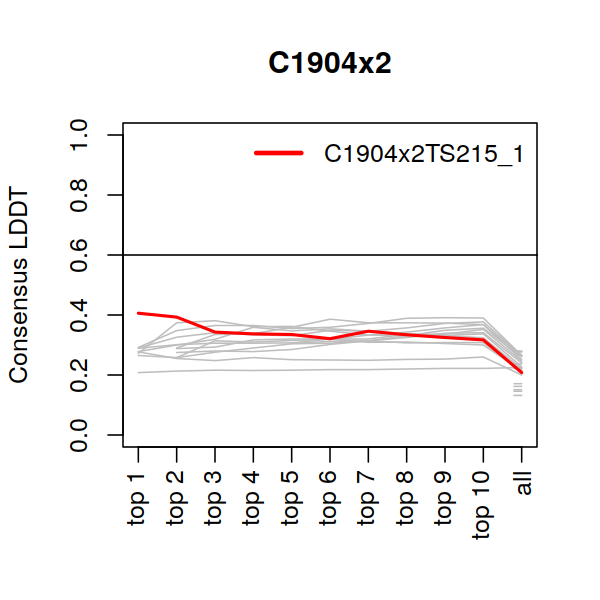 C1904x2
C1904x2TS215_1
Consensus LDDT
1.0
0.8
0.6
0.4
0.2
0.0
top 1
top 2
top 3
top 4
top 5
top 6
top 7
top 8
top 9
top 10
all